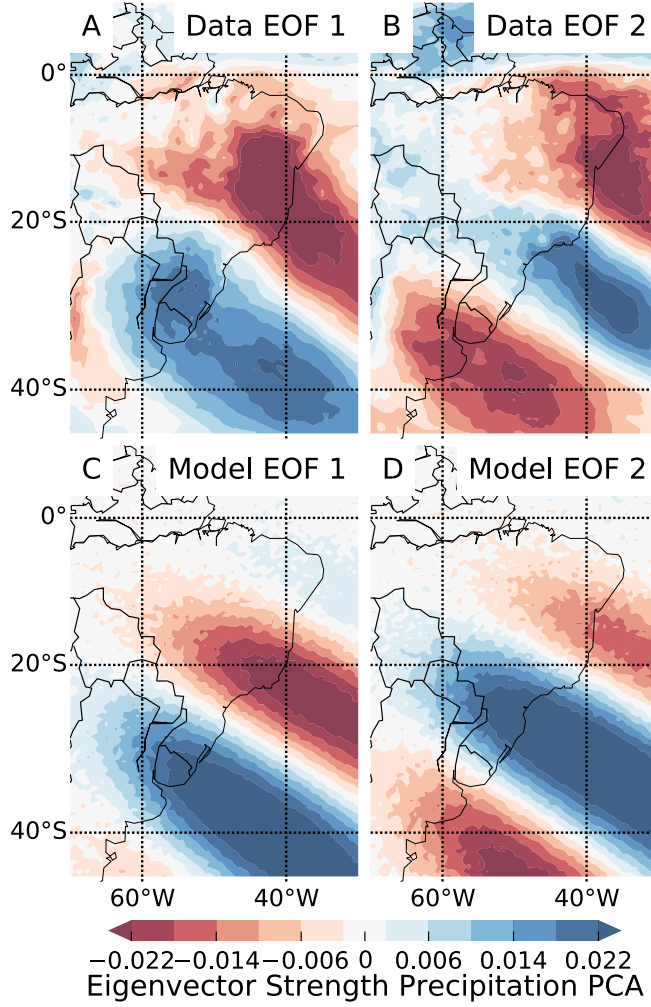 A Data EOF 1 B Data EOF 2
0°
20°S
40°S
C Model EOF 1 D Model EOF 2
0°
20°S
40°S
60°W 40°W 60°W 40°W
−0.022 −0.014 −0.006 0 0.006 0.014 0.022
Eigenvector Strength Precipitation PCA